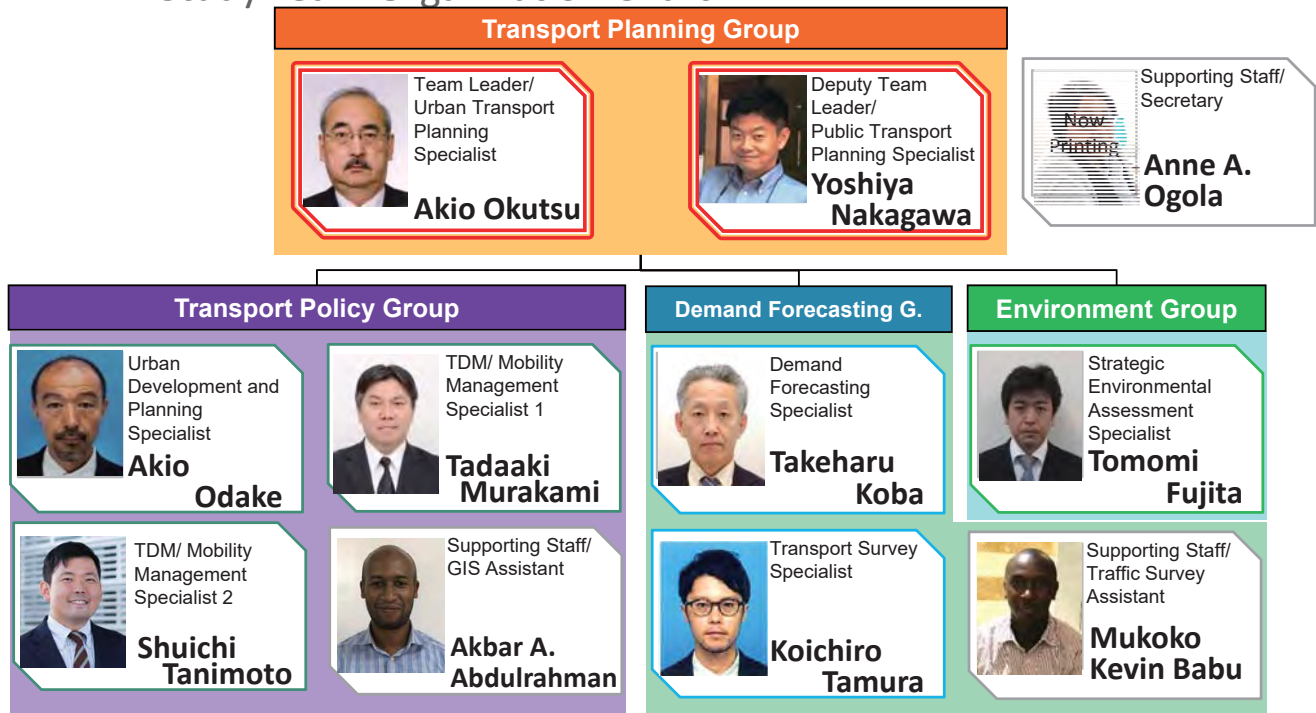 Study Team Organization Chart
Transport Planning Group
Team Leader/
Urban Transport
Planning
Specialist
Akio Okutsu
Deputy Team
Leader/
Public Transport
Planning Specialist
Yoshiya
Nakagawa
Now
Printing
Supporting Staff/
Secretary
Anne A.
Ogola
Transport Policy Group
Urban
Development and
Planning
Specialist
Akio
Odake
TDM/ Mobility
Management
Specialist 1
Tadaaki
Murakami
TDM/ Mobility
Management
Specialist 2
Shuichi
Tanimoto
Supporting Staff/
GIS Assistant
Akbar A.
Abdulrahman
Demand Forecasting G.
Demand
Forecasting
Specialist
Takeharu
Koba
Transport Survey
Specialist
Koichiro
Tamura
Environment Group
Strategic
Environmental
Assessment
Specialist
Tomomi
Fujita
Supporting Staff/
Traffic Survey
Assistant
Mukoko
Kevin Babu